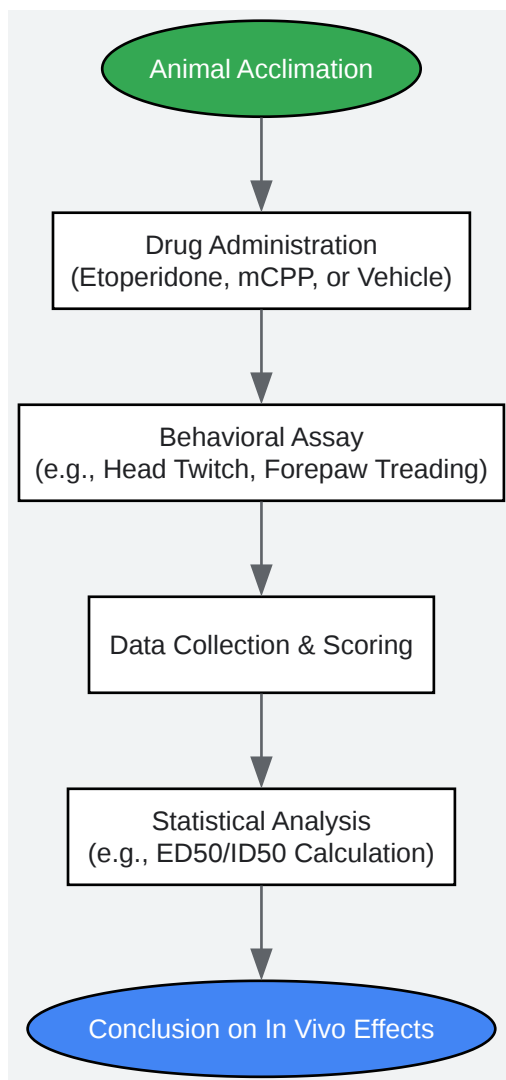 Animal Acclimation
Drug Administration
(Etoperidone, mCPP, or Vehicle)
Behavioral Assay
(e.g., Head Twitch, Forepaw Treading)
Data Collection & Scoring
Statistical Analysis
(e.g., ED50/ID50 Calculation)
Conclusion on In Vivo Effects